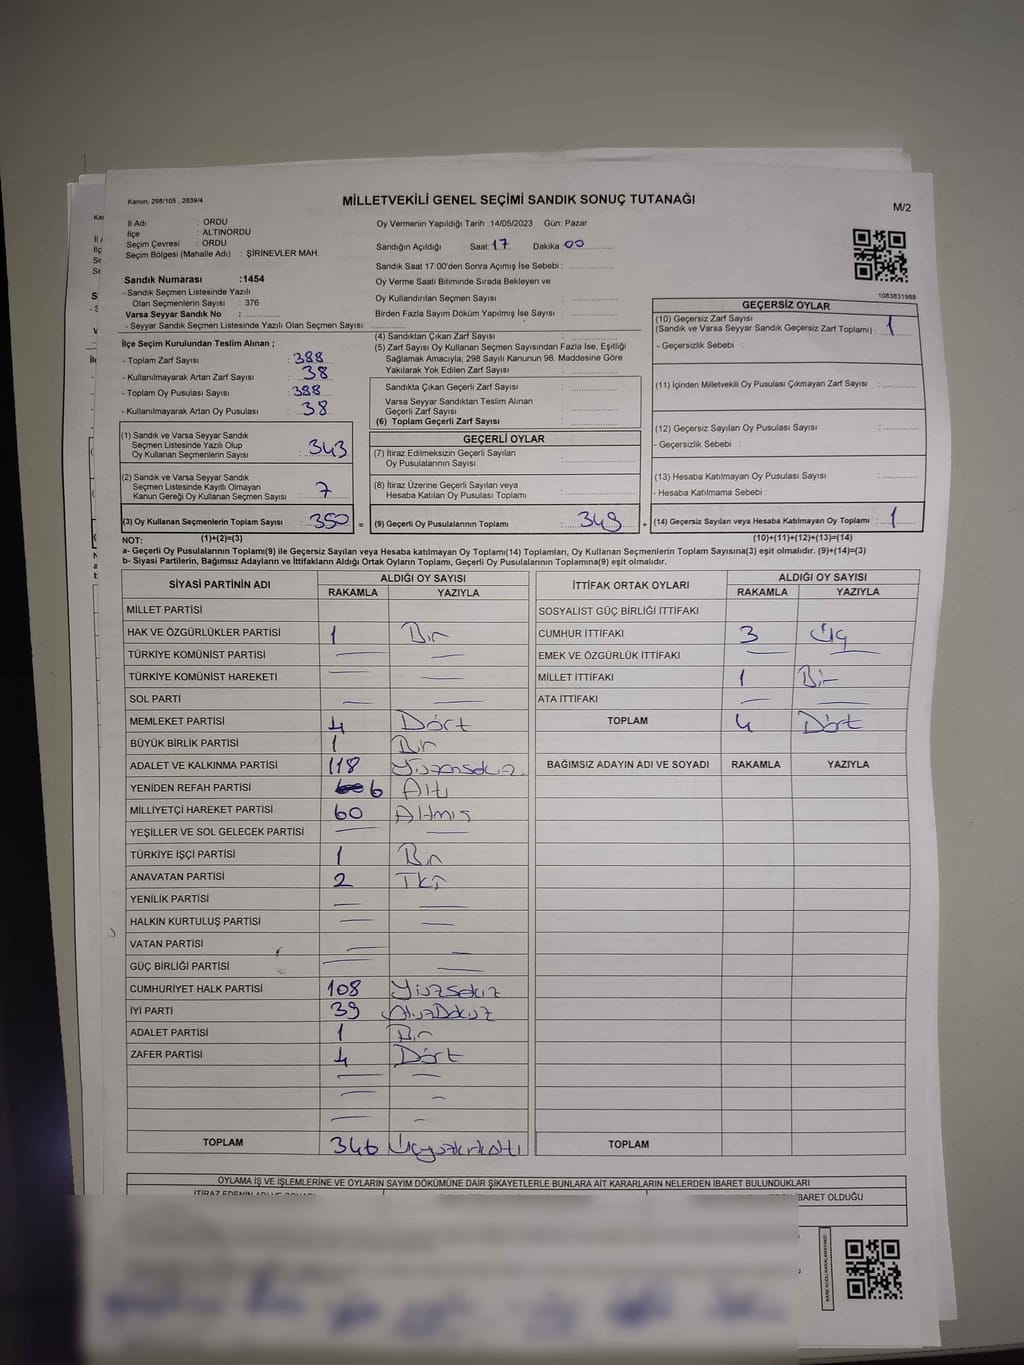 Kanun; 298/105 , 2839/4
MİLLETVEKİLİ GENEL SEÇİMİ SANDIK SONUÇ TUTANAĞI
M/2
İl Adı : ORDU
İlçe : ALTINORDU
Seçim Çevresi : ORDU
Seçim Bölgesi (Mahalle Adı) : ŞİRİNEVLER MAH.
Sandık Numarası :1454
- Sandık Seçmen Listesinde Yazılı
Olan Seçmenlerin Sayısı : 376
Varsa Seyyar Sandık No :
- Seyyar Sandık Seçmen Listesinde Yazılı Olan Seçmen Sayısı:
Oy Vermenin Yapıldığı Tarih : 14/05/2023 Gün: Pazar
Sandığın Açıldığı Saat: 17 Dakika 00
Sandık Saat 17:00'den Sonra Açımış İse Sebebi :
Oy Verme Saati Bitiminde Sırada Bekleyen ve
Oy Kullandırılan Seçmen Sayısı :
Birden Fazla Sayım Döküm Yapılmış İse Sayısı :
1083831988
İlçe Seçim Kurulundan Teslim Alınan ;
- Toplam Zarf Sayısı : 388
- Kullanılmayarak Artan Zarf Sayısı : 38
- Toplam Oy Pusulası Sayısı : 388
- Kullanılmayarak Artan Oy Pusulası : 38
(1) Sandık ve Varsa Seyyar Sandık
Seçmen Listesinde Yazılı Olup
Oy Kullanan Seçmenlerin Sayısı : 343
(2) Sandık ve Varsa Seyyar Sandık
Seçmen Listesinde Kayıtlı Olmayan
Kanun Gereği Oy Kullanan Seçmen Sayısı : 7
(3) Oy Kullanan Seçmenlerin Toplam Sayısı : 350 =
(4) Sandıktan Çıkan Zarf Sayısı :
(5) Zarf Sayısı Oy Kullanan Seçmen Sayısından Fazla İse, Eşitliği
Sağlamak Amacıyla; 298 Sayılı Kanunun 98. Maddesine Göre
Yakılarak Yok Edilen Zarf Sayısı :
Sandıkta Çıkan Geçerli Zarf Sayısı :
Varsa Seyyar Sandıktan Teslim Alınan
Geçerli Zarf Sayısı :
(6) Toplam Geçerli Zarf Sayısı :
GEÇERLİ OYLAR
(7) İtiraz Edilmeksizin Geçerli Sayılan
Oy Pusulalarının Sayısı :
(8) İtiraz Üzerine Geçerli Sayılan veya
Hesaba Katılan Oy Pusulası Toplamı :
(9) Geçerli Oy Pusulalarının Toplamı : 349 +
GEÇERSİZ OYLAR
(10) Geçersiz Zarf Sayısı
(Sandık ve Varsa Seyyar Sandık Geçersiz Zarf Toplamı) : 1
- Geçersizlik Sebebi :
(11) İçinden Milletvekili Oy Pusulası Çıkmayan Zarf Sayısı :
(12) Geçersiz Sayılan Oy Pusulası Sayısı :
- Geçersizlik Sebebi :
(13) Hesaba Katılmayan Oy Pusulası Sayısı :
- Hesaba Katılmama Sebebi :
(14) Geçersiz Sayılan veya Hesaba Katılmayan Oy Toplamı : 1
NOT: (1)+(2)=(3) (10)+(11)+(12)+(13)=(14)
a- Geçerli Oy Pusulalarının Toplamı(9) ile Geçersiz Sayılan veya Hesaba katılmayan Oy Toplamı(14) Toplamları, Oy Kullanan Seçmenlerin Toplam Sayısına(3) eşit olmalıdır. (9)+(14)=(3)
b- Siyasi Partilerin, Bağımsız Adayların ve İttifakların Aldığı Ortak Oyların Toplamı, Geçerli Oy Pusulalarının Toplamına(9) eşit olmalıdır.
SİYASİ PARTİNİN ADI ALDIĞI OY SAYISI
RAKAMLA YAZIYLA
MİLLET PARTİSİ
HAK VE ÖZGÜRLÜKLER PARTİSİ 1 Bir
TÜRKİYE KOMÜNİST PARTİSİ
TÜRKİYE KOMÜNİST HAREKETİ
SOL PARTİ
MEMLEKET PARTİSİ 4 Dört
BÜYÜK BİRLİK PARTİSİ 1 Bir
ADALET VE KALKINMA PARTİSİ 118 Yüzonsekiz
YENİDEN REFAH PARTİSİ 6 Altı
MİLLİYETÇİ HAREKET PARTİSİ 60 Altmış
YEŞİLLER VE SOL GELECEK PARTİSİ
TÜRKİYE İŞÇİ PARTİSİ 1 Bir
ANAVATAN PARTİSİ 2 İki
YENİLİK PARTİSİ
HALKIN KURTULUŞ PARTİSİ
VATAN PARTİSİ
GÜÇ BİRLİĞİ PARTİSİ
CUMHURİYET HALK PARTİSİ 108 Yüzsekiz
İYİ PARTİ 39 OtuzDokuz
ADALET PARTİSİ 1 Bir
ZAFER PARTİSİ 4 Dört
TOPLAM 346 Üçyüzkırkaltı
İTTİFAK ORTAK OYLARI ALDIĞI OY SAYISI
RAKAMLA YAZIYLA
SOSYALİST GÜÇ BİRLİĞİ İTTİFAKI
CUMHUR İTTİFAKI 3 Üç
EMEK VE ÖZGÜRLÜK İTTİFAKI
MİLLET İTTİFAKI 1 Bir
ATA İTTİFAKI
TOPLAM 4 Dört
BAĞIMSIZ ADAYIN ADI VE SOYADI RAKAMLA YAZIYLA
TOPLAM
OYLAMA İŞ VE İŞLEMLERİNE VE OYLARIN SAYIM DÖKÜMÜNE DAİR ŞİKAYETLERLE BUNLARA AİT KARARLARIN NELERDEN İBARET BULUNDUKLARI
İBARET OLDUĞU